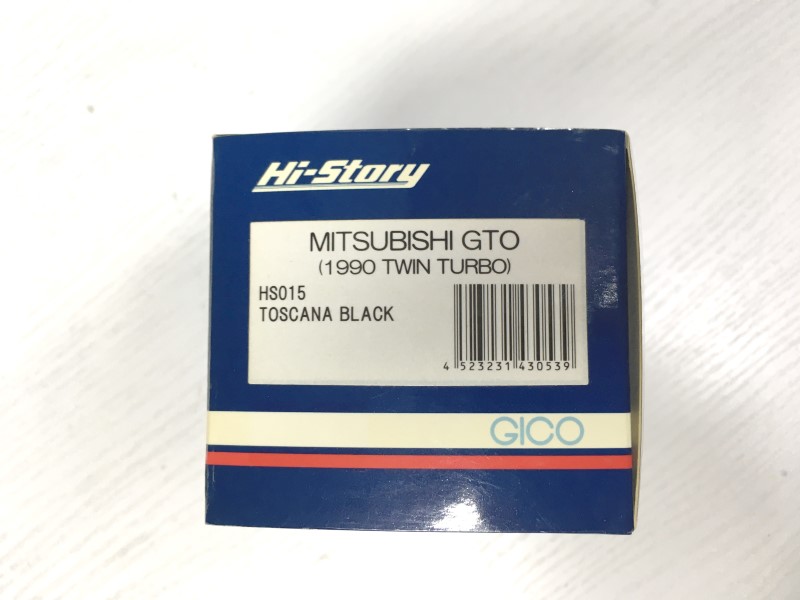 Hi-Story
MITSUBISHI GTO
(1990 TWIN TURBO)
HS015
TOSCANA BLACK
4 523231 430539
GICO